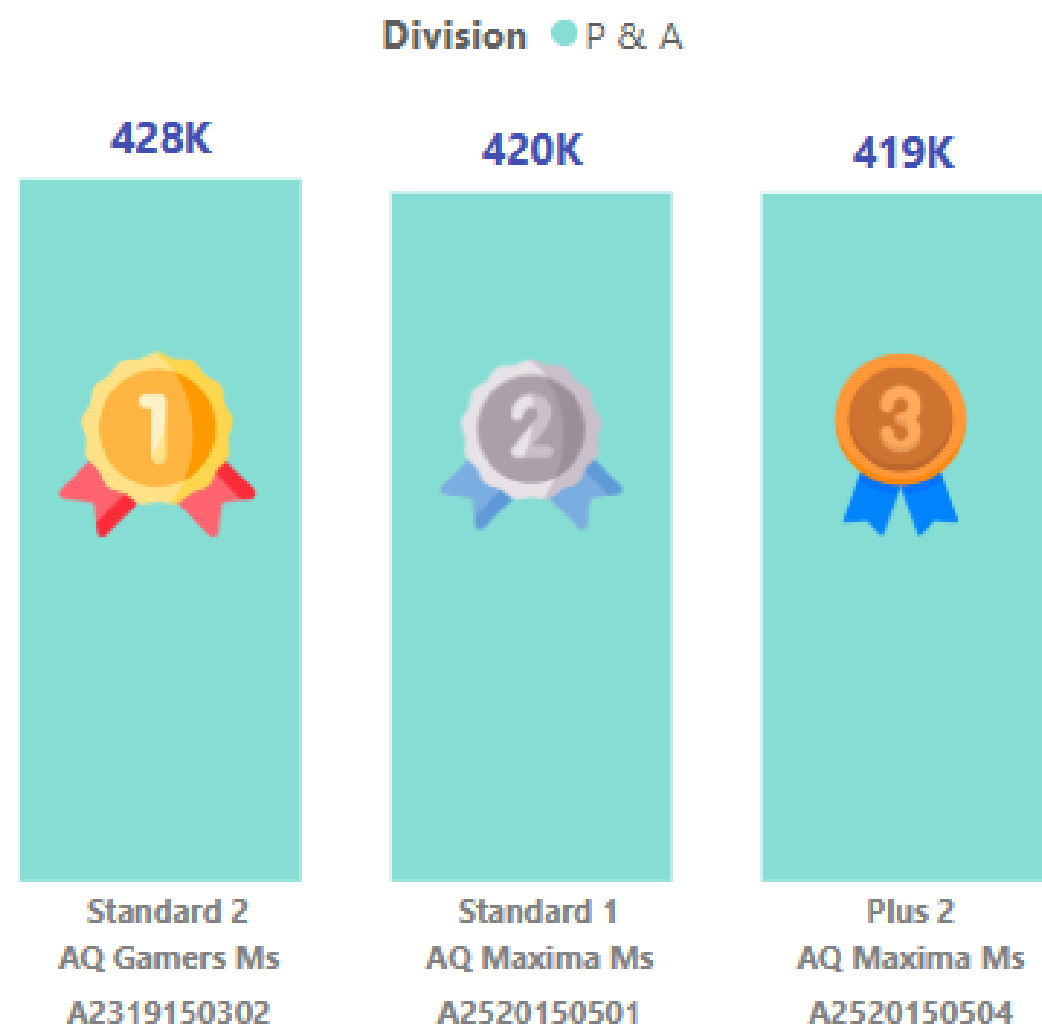 Division P & A
428K
420K
419K
1
2
3
Standard 2
AQ Gamers Ms
A2319150302
Standard 1
AQ Maxima Ms
A2520150501
Plus 2
AQ Maxima Ms
A2520150504